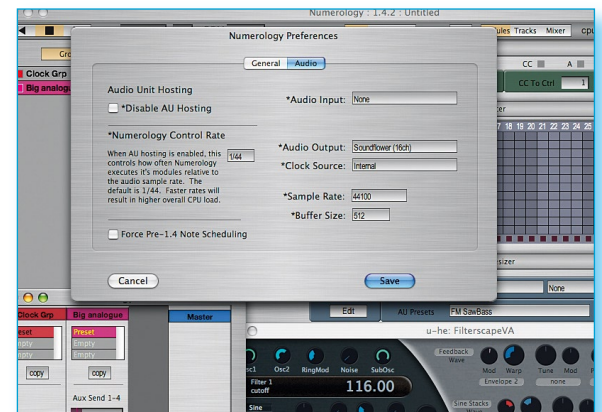 Numerology : 1.4.2 : Untitled
Tracks Mixer
Numerology Preferences
General Audio
CC A
Clock Grp
CC To Ctrl 1
Audio Unit Hosting
*Disable AU Hosting
*Audio Input: None
*Numerology Control Rate
17 18 19 20 21 22 23 24 25
When AU hosting is enabled, this
controls how often Numerology
executes it's modules relative to
the audio sample rate. The
default is 1/44. Faster rates will
result in higher overall CPU load.
1/44
*Audio Output: Soundflower (16ch)
*Clock Source: Internal
*Sample Rate: 44100
*Buffer Size: 512
Force Pre-1.4 Note Scheduling
Cancel Save
None
Clock Grp Big analogue Master
Edit AU Presets FM SawBass
Preset
Empty
Empty
u-he: FilterscapeVA
copy copy
Osc2 RingMod Noise SubOsc
Feedback
Wave
Mod Warp Tune Mod
Filter 1
cutoff
116.00
Envelope 2 none
Aux Send 1-4
Sine
Sine Stacks